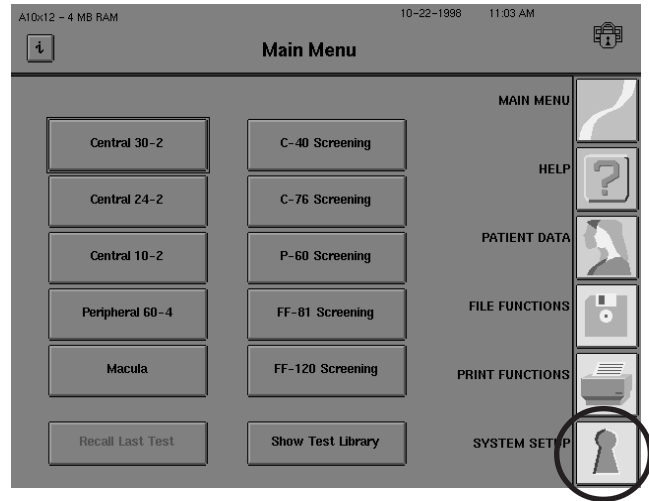 A10x12 - 4 MB RAM
10-22-1998 11:03 AM
i
Main Menu
MAIN MENU
Central 30-2
C-40 Screening
HELP
?
Central 24-2
C-76 Screening
PATIENT DATA
Central 10-2
P-60 Screening
FILE FUNCTIONS
Peripheral 60-4
FF-81 Screening
Macula
FF-120 Screening
PRINT FUNCTIONS
Recall Last Test
Show Test Library
SYSTEM SETUP